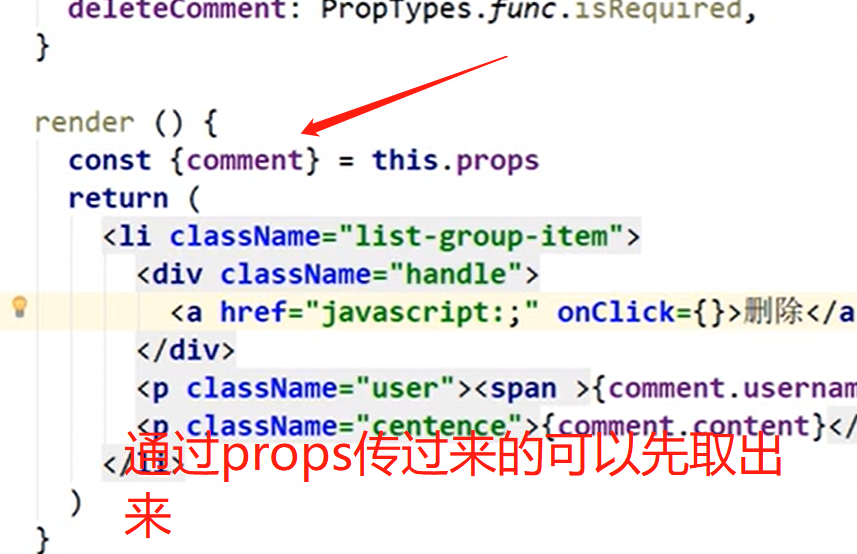 deleteComment: PropTypes.func.isRequired,
}
render () {
const {comment} = this.props
return (
<li className="list-group-item">
<div className="handle">
<a href="javascript:;" onClick={}>删除</a
</div>
<p className="user"><span >{comment.usernam
<p className="centence">{comment.content}</
</li>
通过props传过来的可以先取出
来
)
}